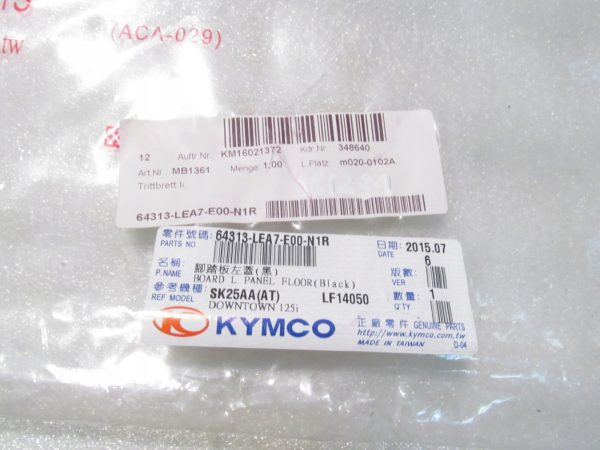 (ACA-029)
tw
12 Auftr Nr.: KM16021372 Kdr Nr.: 348640
Art.Nr.: MB1361 Menge: 1,00 L.Platz: m020-0102A
Trittbrett li.
64313-LEA7-E00-N1R
零件號碼: 64313-LEA7-E00-N1R 日期: 2015.07
PARTS NO. DATE
名稱: 腳踏板左蓋(黑) 版數: 6
P.NAME BOARD L PANEL FLOOR(Black) VER
參考機種: SK25AA(AT) LF14050 數量: 1
REF MODEL DOWNTOWN 125i Q'TY
KYMCO 正廠零件 GENUINE PARTS
http://www.kymco.com.tw
MADE IN TAIWAN D-04